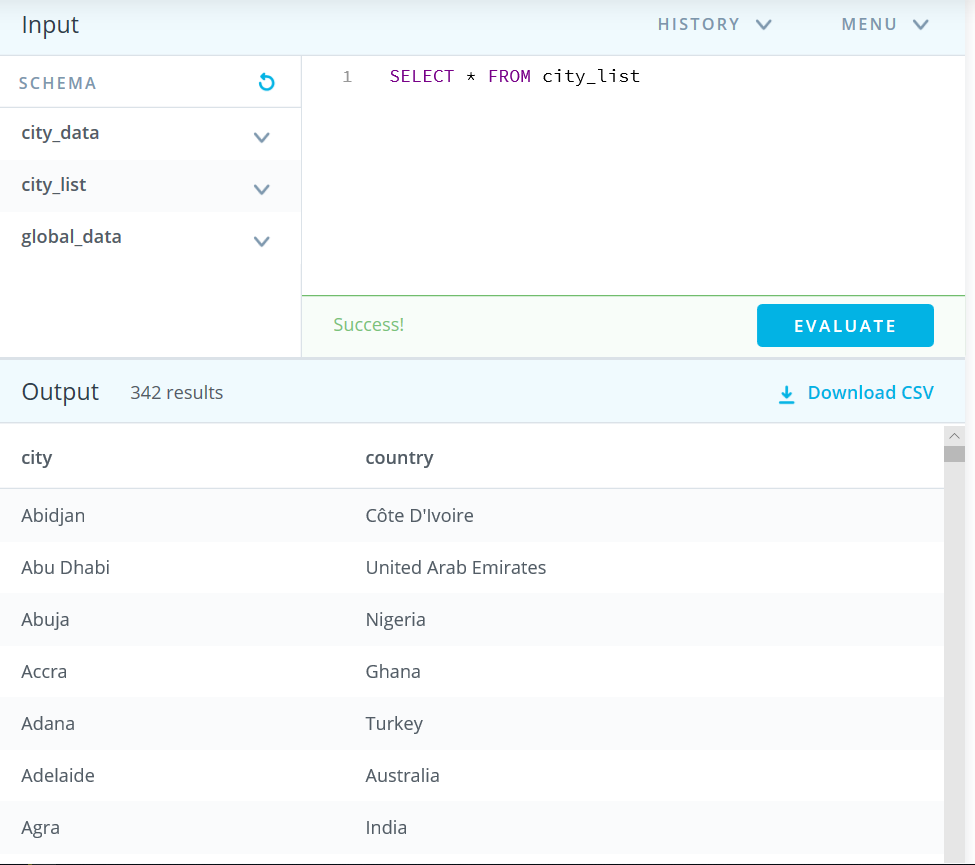 Input
HISTORY
MENU
SCHEMA
1 SELECT * FROM city_list
city_data
city_list
global_data
Success!
EVALUATE
Output 342 results
Download CSV
city country
Abidjan Côte D'Ivoire
Abu Dhabi United Arab Emirates
Abuja Nigeria
Accra Ghana
Adana Turkey
Adelaide Australia
Agra India